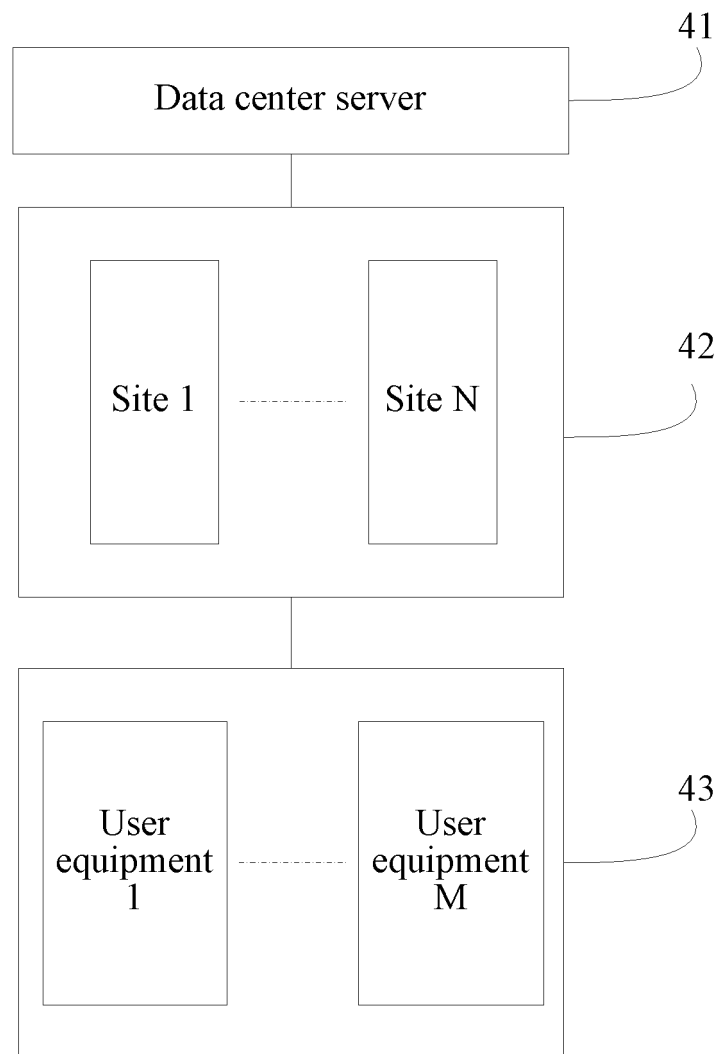 41
Data center server
42
Site 1
Site N
43
User
equipment
1
User
equipment
M